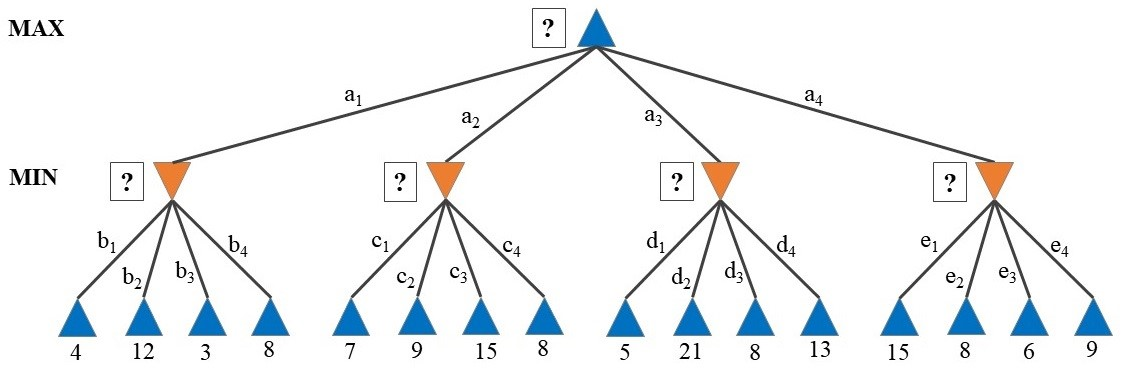 MAX ?
a₁ a₂ a₃ a₄
MIN ? ? ? ?
b₁ b₂ b₃ b₄ c₁ c₂ c₃ c₄ d₁ d₂ d₃ d₄ e₁ e₂ e₃ e₄
4 12 3 8 7 9 15 8 5 21 8 13 15 8 6 9